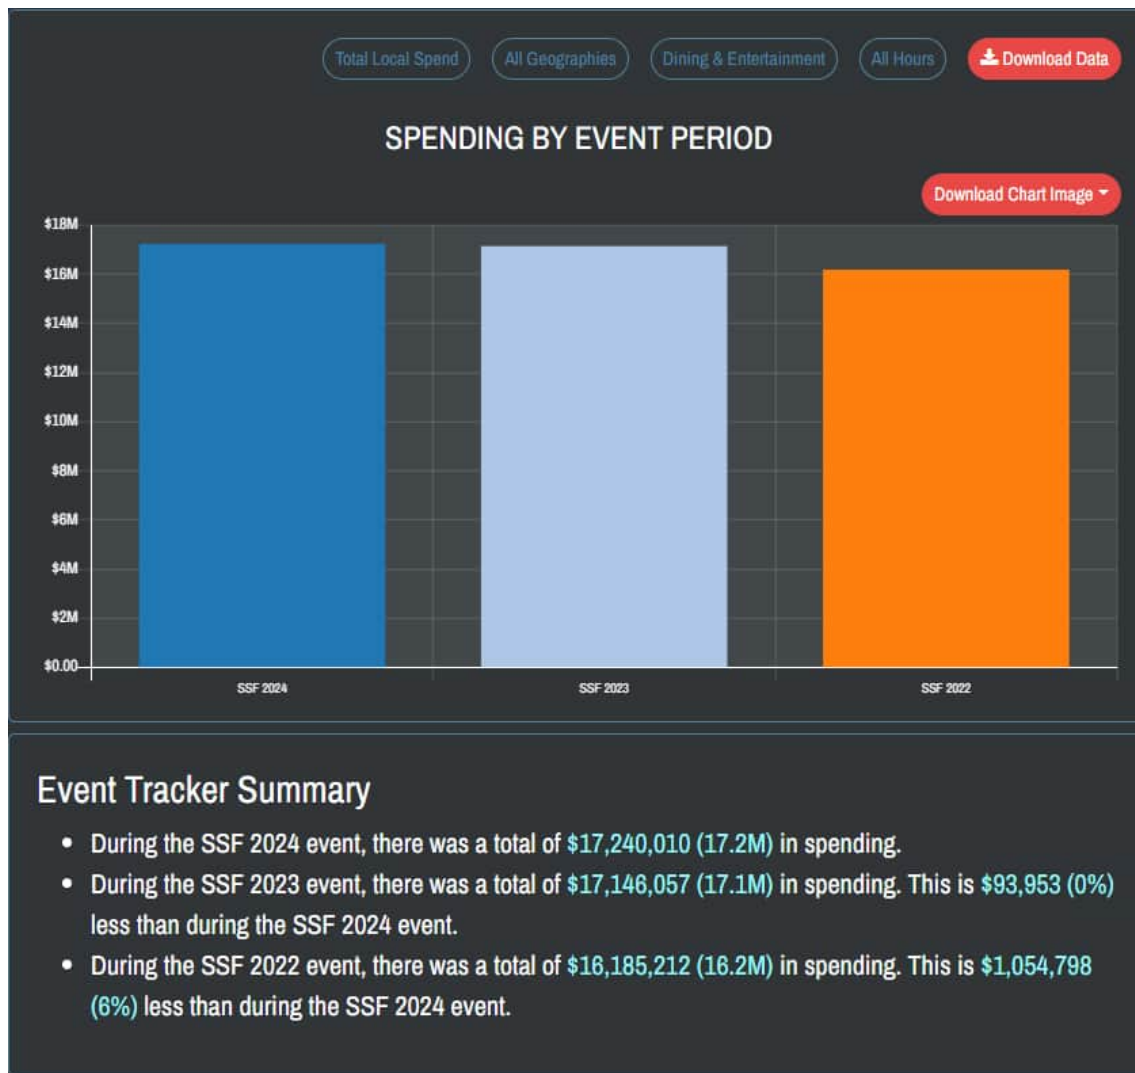 Total Local Spend All Geographies Dining & Entertainment All Hours Download Data
SPENDING BY EVENT PERIOD
Download Chart Image
$18M
$16M
$14M
$12M
$10M
$8M
$6M
$4M
$2M
$0.00
SSF 2024 SSF 2023 SSF 2022
Event Tracker Summary
• During the SSF 2024 event, there was a total of $17,240,010 (17.2M) in spending.
• During the SSF 2023 event, there was a total of $17,146,057 (17.1M) in spending. This is $93,953 (0%)
less than during the SSF 2024 event.
• During the SSF 2022 event, there was a total of $16,185,212 (16.2M) in spending. This is $1,054,798
(6%) less than during the SSF 2024 event.